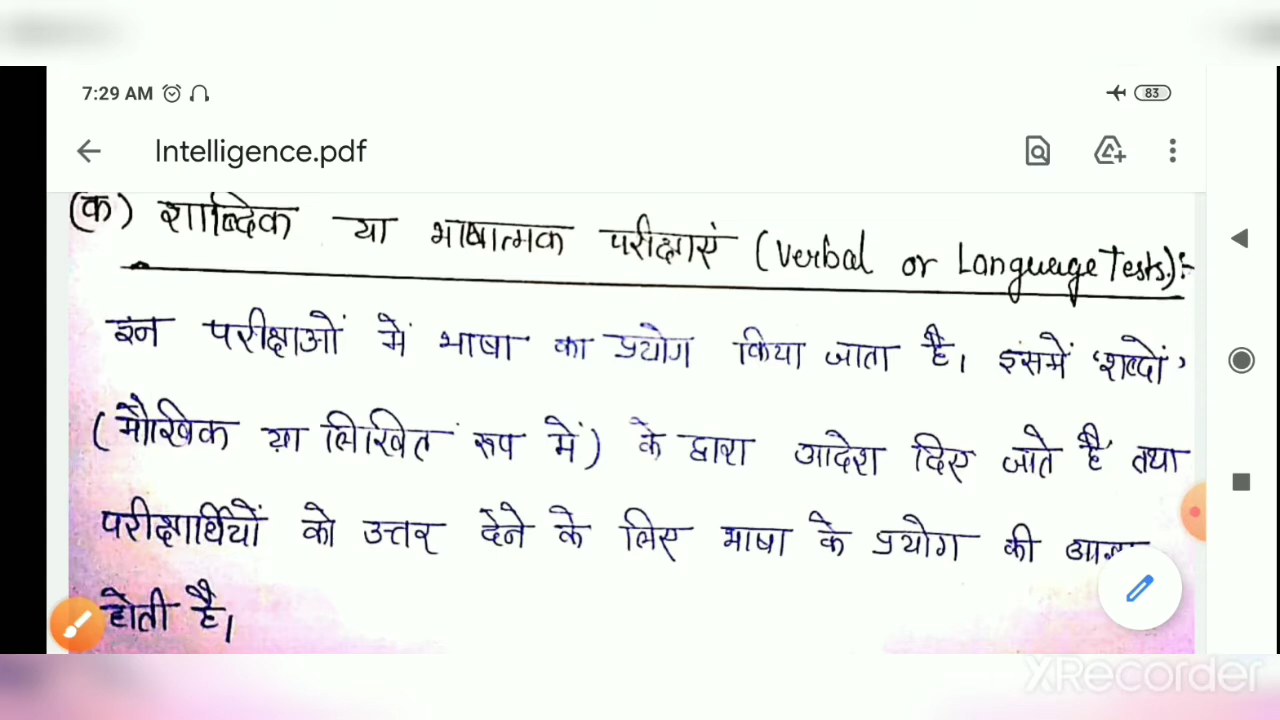 7:29 AM 83
Intelligence.pdf
(क) शाब्दिक या भाषात्मक परीक्षाएं (Verbal or Language Tests):-
इन परीक्षाओं में भाषा का प्रयोग किया जाता है। इसमें 'शब्दों'
(मौखिक या लिखित रूप में) के द्वारा आदेश दिए जाते हैं तथा
परीक्षार्थियों को उत्तर देने के लिए भाषा के प्रयोग की
होती है।
XRecorder